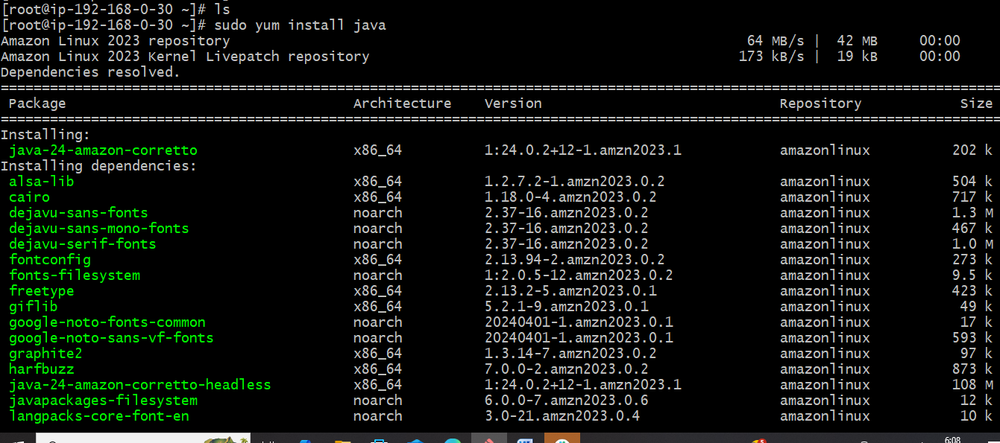 [root@ip-192-168-0-30 ~]# ls
[root@ip-192-168-0-30 ~]# sudo yum install java
Amazon Linux 2023 repository 64 MB/s | 42 MB 00:00
Amazon Linux 2023 Kernel Livepatch repository 173 kB/s | 19 kB 00:00
Dependencies resolved.
Package Architecture Version Repository Size
Installing:
java-24-amazon-corretto x86_64 1:24.0.2+12-1.amzn2023.1 amazonlinux 202 k
Installing dependencies:
alsa-lib x86_64 1.2.7.2-1.amzn2023.0.2 amazonlinux 504 k
cairo x86_64 1.18.0-4.amzn2023.0.2 amazonlinux 717 k
dejavu-sans-fonts noarch 2.37-16.amzn2023.0.2 amazonlinux 1.3 M
dejavu-sans-mono-fonts noarch 2.37-16.amzn2023.0.2 amazonlinux 467 k
dejavu-serif-fonts noarch 2.37-16.amzn2023.0.2 amazonlinux 1.0 M
fontconfig x86_64 2.13.94-2.amzn2023.0.2 amazonlinux 273 k
fonts-filesystem noarch 1:2.0.5-12.amzn2023.0.2 amazonlinux 9.5 k
freetype x86_64 2.13.2-5.amzn2023.0.1 amazonlinux 423 k
giflib x86_64 5.2.1-9.amzn2023.0.1 amazonlinux 49 k
google-noto-fonts-common noarch 20240401-1.amzn2023.0.1 amazonlinux 17 k
google-noto-sans-vf-fonts noarch 20240401-1.amzn2023.0.1 amazonlinux 593 k
graphite2 x86_64 1.3.14-7.amzn2023.0.2 amazonlinux 97 k
harfbuzz x86_64 7.0.0-2.amzn2023.0.2 amazonlinux 873 k
java-24-amazon-corretto-headless x86_64 1:24.0.2+12-1.amzn2023.1 amazonlinux 108 M
javapackages-filesystem noarch 6.0.0-7.amzn2023.0.6 amazonlinux 12 k
langpacks-core-font-en noarch 3.0-21.amzn2023.0.4 amazonlinux 10 k
6:08